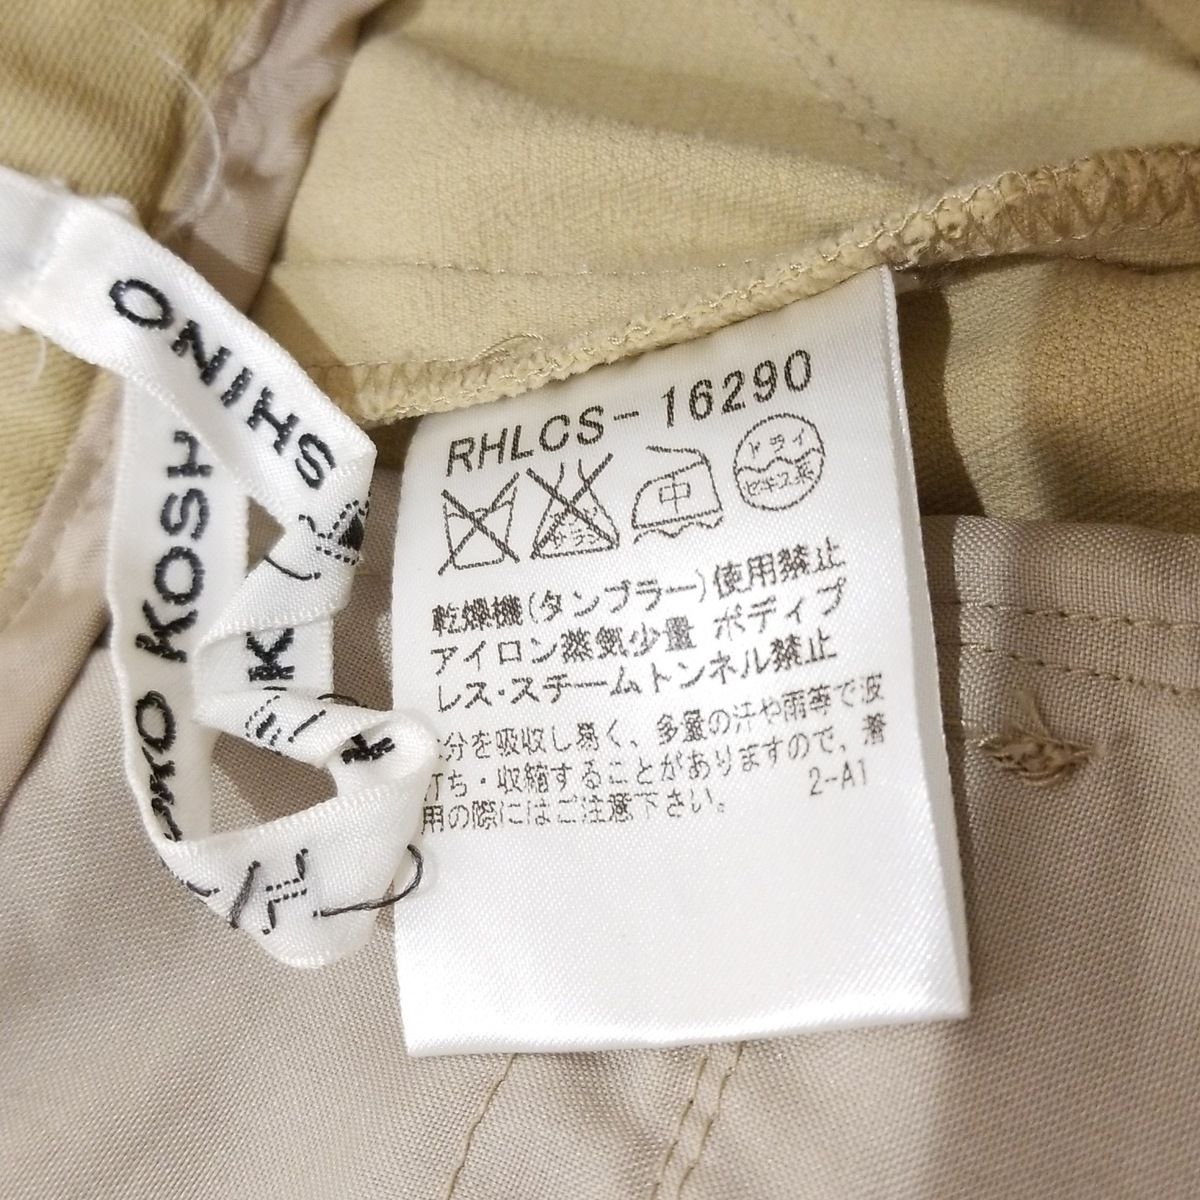 SHINO
KOSH
RHLCS-16290
中
ドライ
セキユ系
乾燥機(タンブラー)使用禁止
アイロン蒸気少量 ボディプ
レス・スチームトンネル禁止
分を吸収し易く、多量の汗や雨等で波
打ち・収縮することがありますので、着
用の際にはご注意下さい。
2-A1